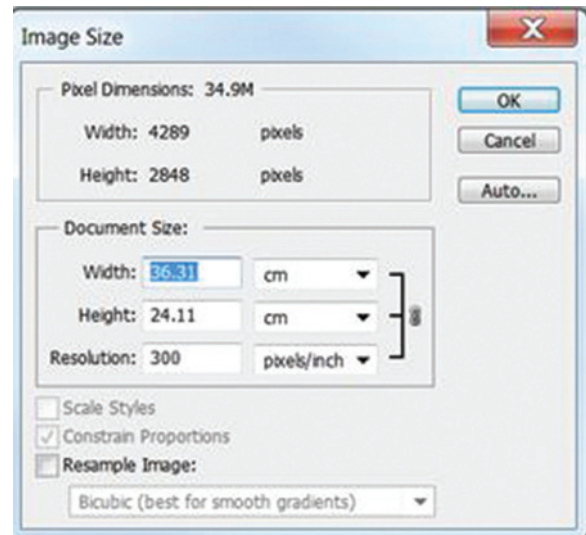 Image Size
Pixel Dimensions: 34.9M
OK
Width: 4289 pixels
Cancel
Height: 2848 pixels
Auto...
Document Size:
Width: 36.31 cm
Height: 24.11 cm
Resolution: 300 pixels/inch
Scale Styles
Constrain Proportions
Resample Image:
Bicubic (best for smooth gradients)